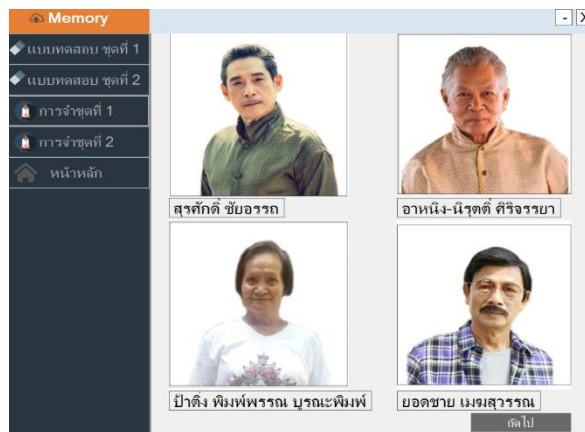 Memory
- X
แบบทดสอบ ชุดที่ 1
แบบทดสอบ ชุดที่ 2
การจำชุดที่ 1
การจำชุดที่ 2
หน้าหลัก
สุรศักดิ์ ชัยอรรถ
อาหนิง-นิรุตติ์ ศิริจรรยา
ป้าติ๋ง พิมพ์พรรณ บูรณะพิมพ์
ยอดชาย เมฆสุวรรณ
ถัดไป